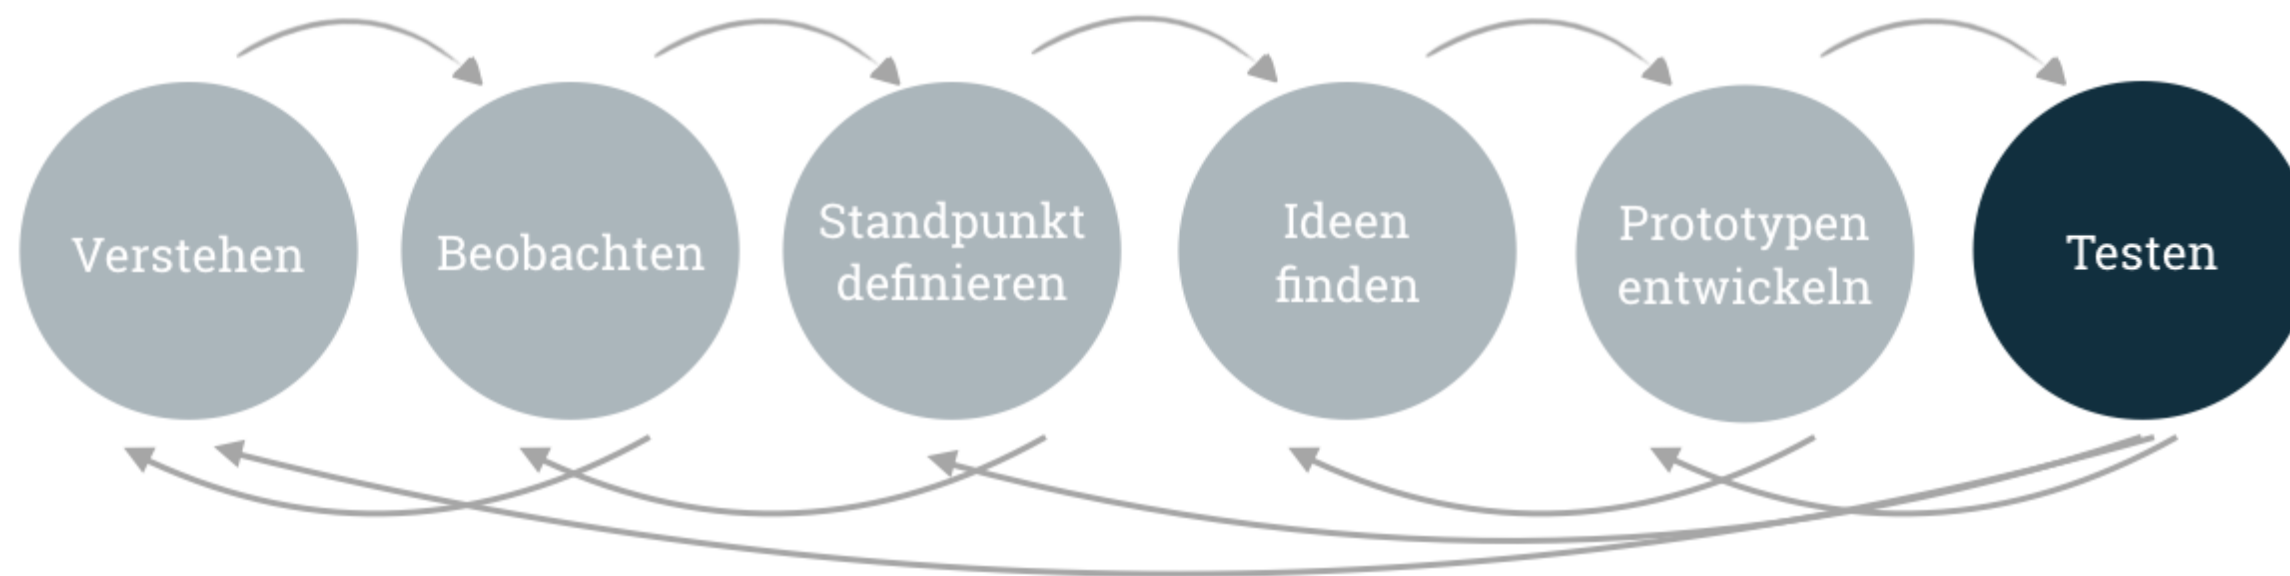 Verstehen
Beobachten
Standpunkt
definieren
Ideen
finden
Prototypen
entwickeln
Testen